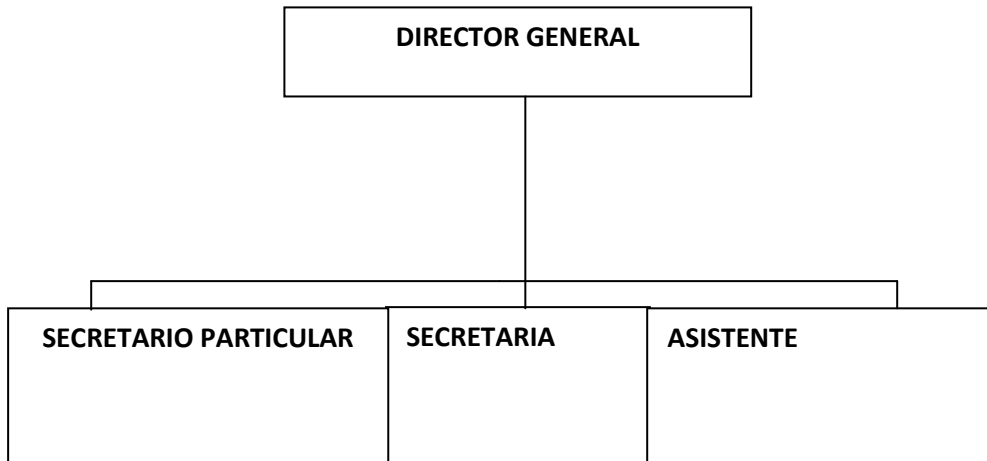 DIRECTOR GENERAL
SECRETARIO PARTICULAR
SECRETARIA
ASISTENTE